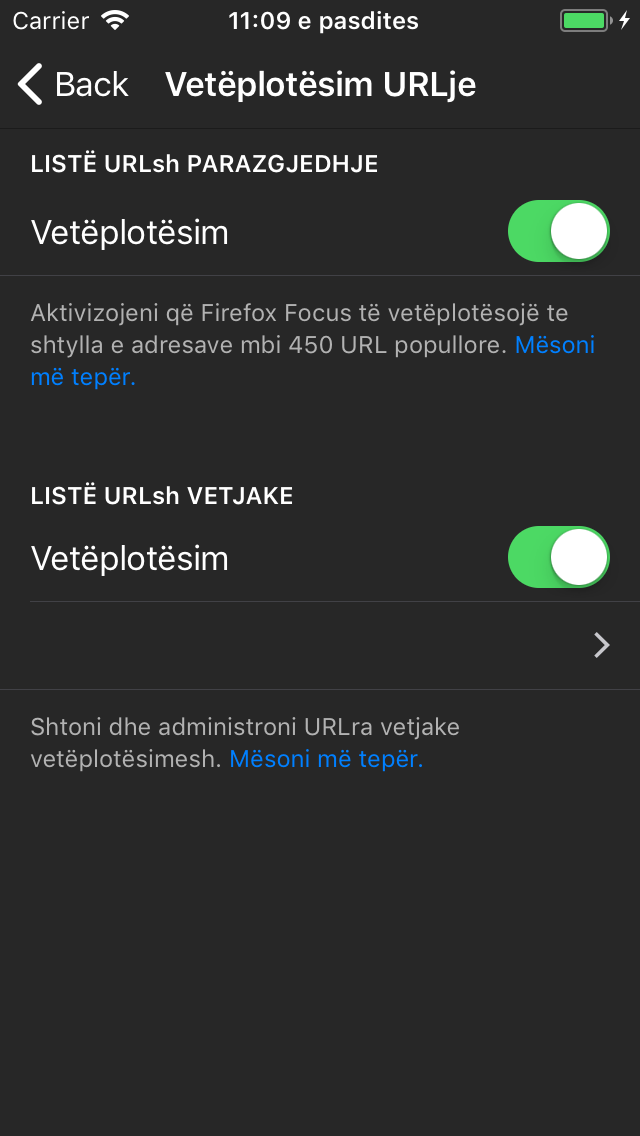 Carrier 11:09 e pasdites
Back Vetëplotësim URLje
LISTË URLsh PARAZGJEDHJE
Vetëplotësim
Aktivizojeni që Firefox Focus të vetëplotësojë te
shtylla e adresave mbi 450 URL popullore. Mësoni
më tepër.
LISTË URLsh VETJAKE
Vetëplotësim
Shtoni dhe administroni URLra vetjake
vetëplotësimesh. Mësoni më tepër.